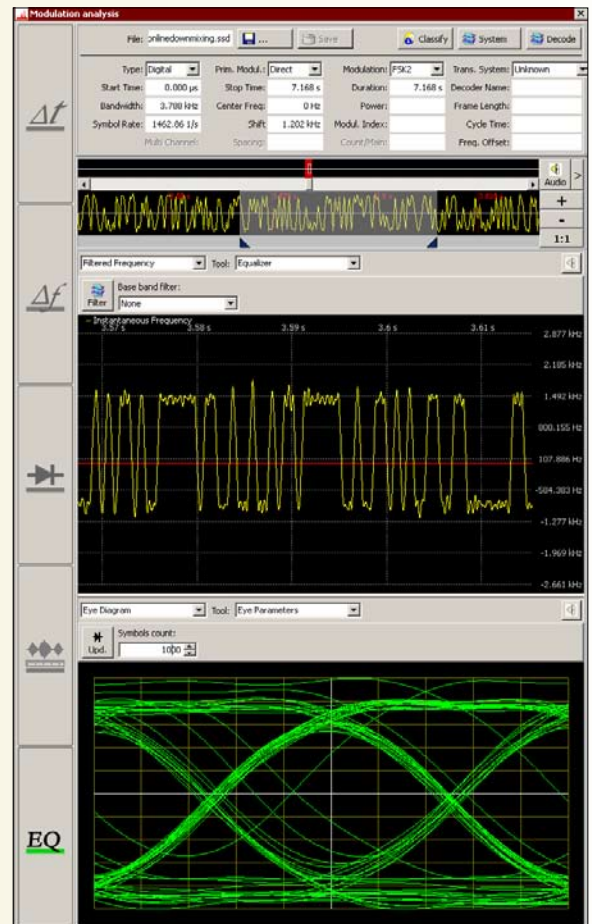 Modulation analysis
File: onlinedownmixing.ssd ... Save Classify System Decode
Type: Digital Prim. Modul.: Direct Modulation: FSK2 Trans. System: Unknown
Start Time: 0.000 µs Stop Time: 7.168 s Duration: 7.168 s Decoder Name:
Bandwidth: 3.788 kHz Center Freq: 0 Hz Power: Frame Length:
Symbol Rate: 1462.86 1/s Shift 1.202 kHz Modul. Index: Cycle Time:
Multi Channel: Spacing: Count/Main: Freq. Offset:
Δt
Audio >
+
-
1:1
Filtered Frequency Tool: Equalizer
Δf
Filter Base band filter:
None
- Instantaneous Frequency
3.57 s 3.58 s 3.59 s 3.6 s 3.61 s
2.877 kHz
2.185 kHz
1.492 kHz
800.155 Hz
107.886 Hz
-584.383 Hz
-1.277 kHz
-1.969 kHz
-2.661 kHz
Eye Diagram Tool: Eye Parameters
Upd. Symbols count:
1000
EQ